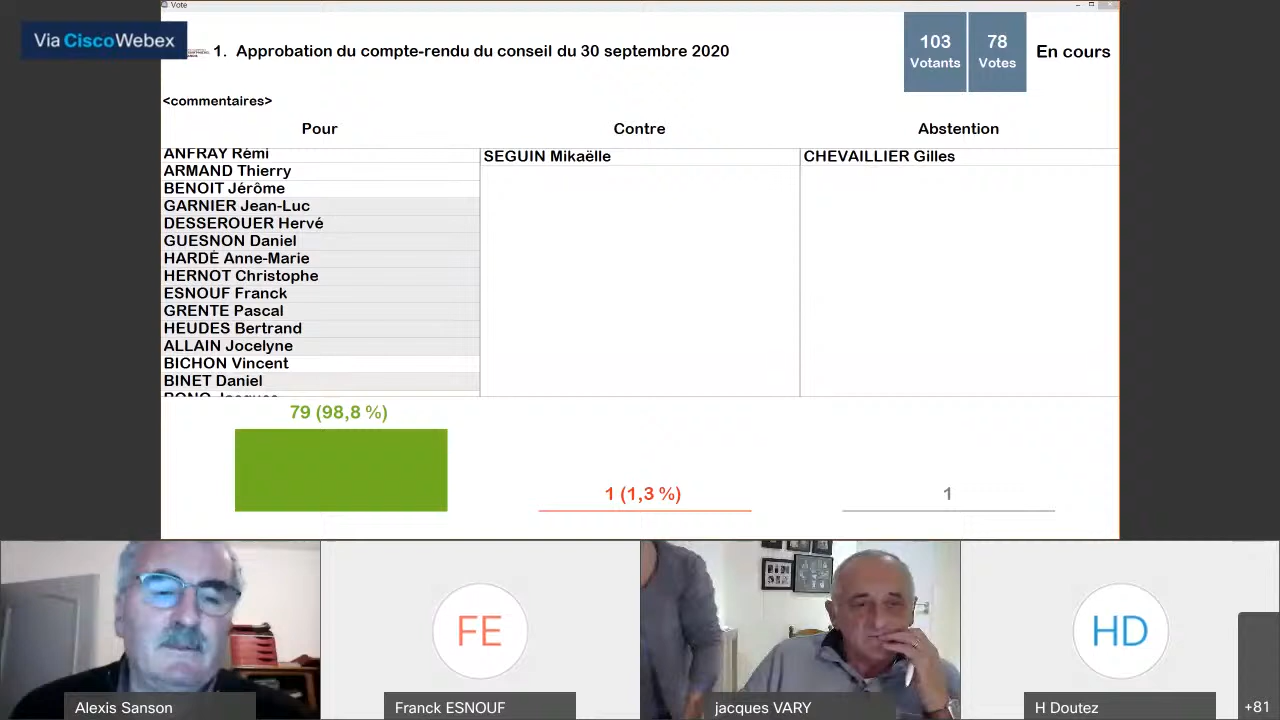 Vote
Via CiscoWebex
1. Approbation du compte-rendu du conseil du 30 septembre 2020
103
Votants
78
Votes
En cours
<commentaires>
Pour
Contre
Abstention
ANFRAY Rémi
ARMAND Thierry
BENOIT Jérôme
GARNIER Jean-Luc
DESSEROUER Hervé
GUESNON Daniel
HARDÉ Anne-Marie
HERNOT Christophe
ESNOUF Franck
GRENTE Pascal
HEUDES Bertrand
ALLAIN Jocelyne
BICHON Vincent
BINET Daniel
SEGUIN Mikaëlle
CHEVAILLIER Gilles
79 (98,8 %)
1 (1,3 %)
1
FE
HD
Alexis Sanson
Franck ESNOUF
jacques VARY
H Doutez
+81